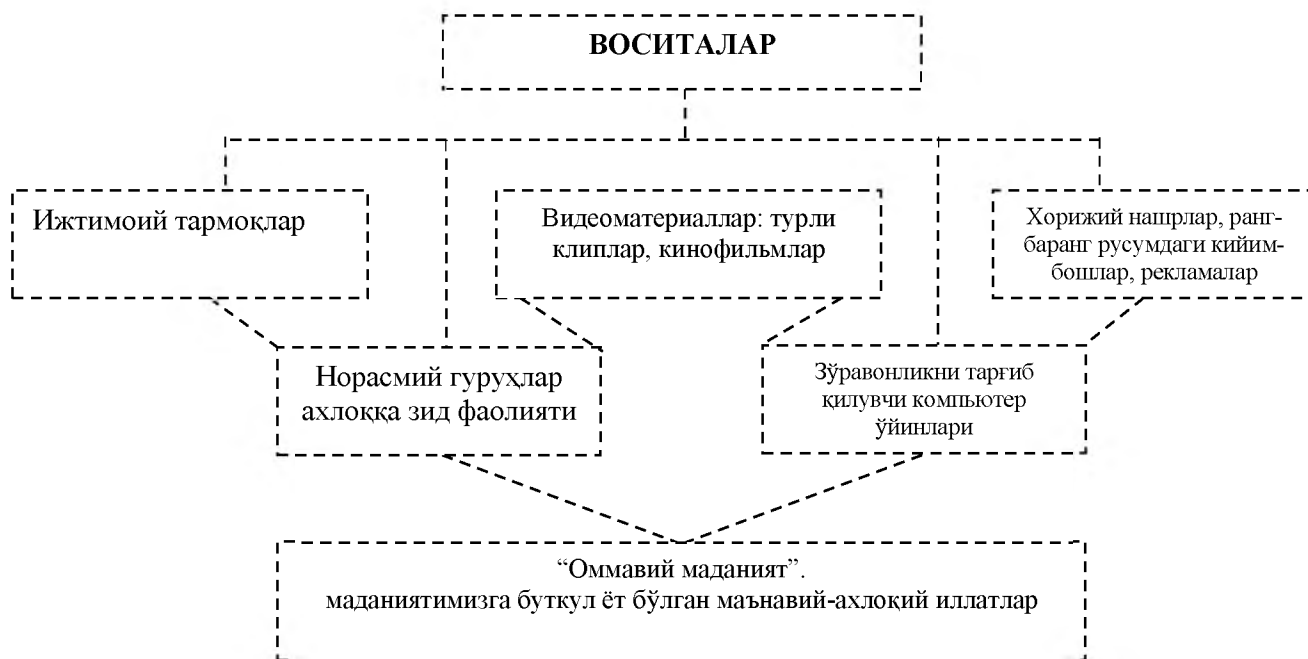 ВОСИТАЛАР
Ижтимоий тармоқлар
Видеоматериаллар: турли
клиплар, кинофильмлар
Хорижий нашрлар, ранг-
баранг русумдаги кийим-
бошлар, рекламалар
Норасмий гуруҳлар
ахлоққа зид фаолияти
Зўравонликни тарғиб
қилувчи компьютер
ўйинлари
“Оммавий маданият”.
маданиятимизга буткул ёт бўлган маънавий-ахлоқий иллатлар